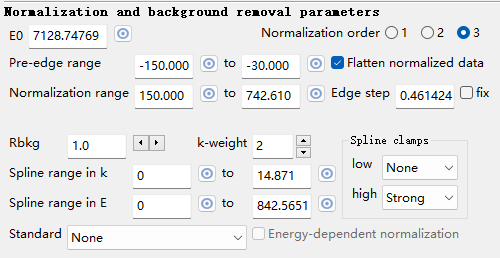 Normalization and background removal parameters
E0 7128.74769 Normalization order 1 2 3
Pre-edge range -150.000 to -30.000 Flatten normalized data
Normalization range 150.000 to 742.610 Edge step 0.461424 fix
Rbkg 1.0 k-weight 2 Spline clamps
low None
Spline range in k 0 to 14.871
high Strong
Spline range in E 0 to 842.5651
Standard None Energy-dependent normalization